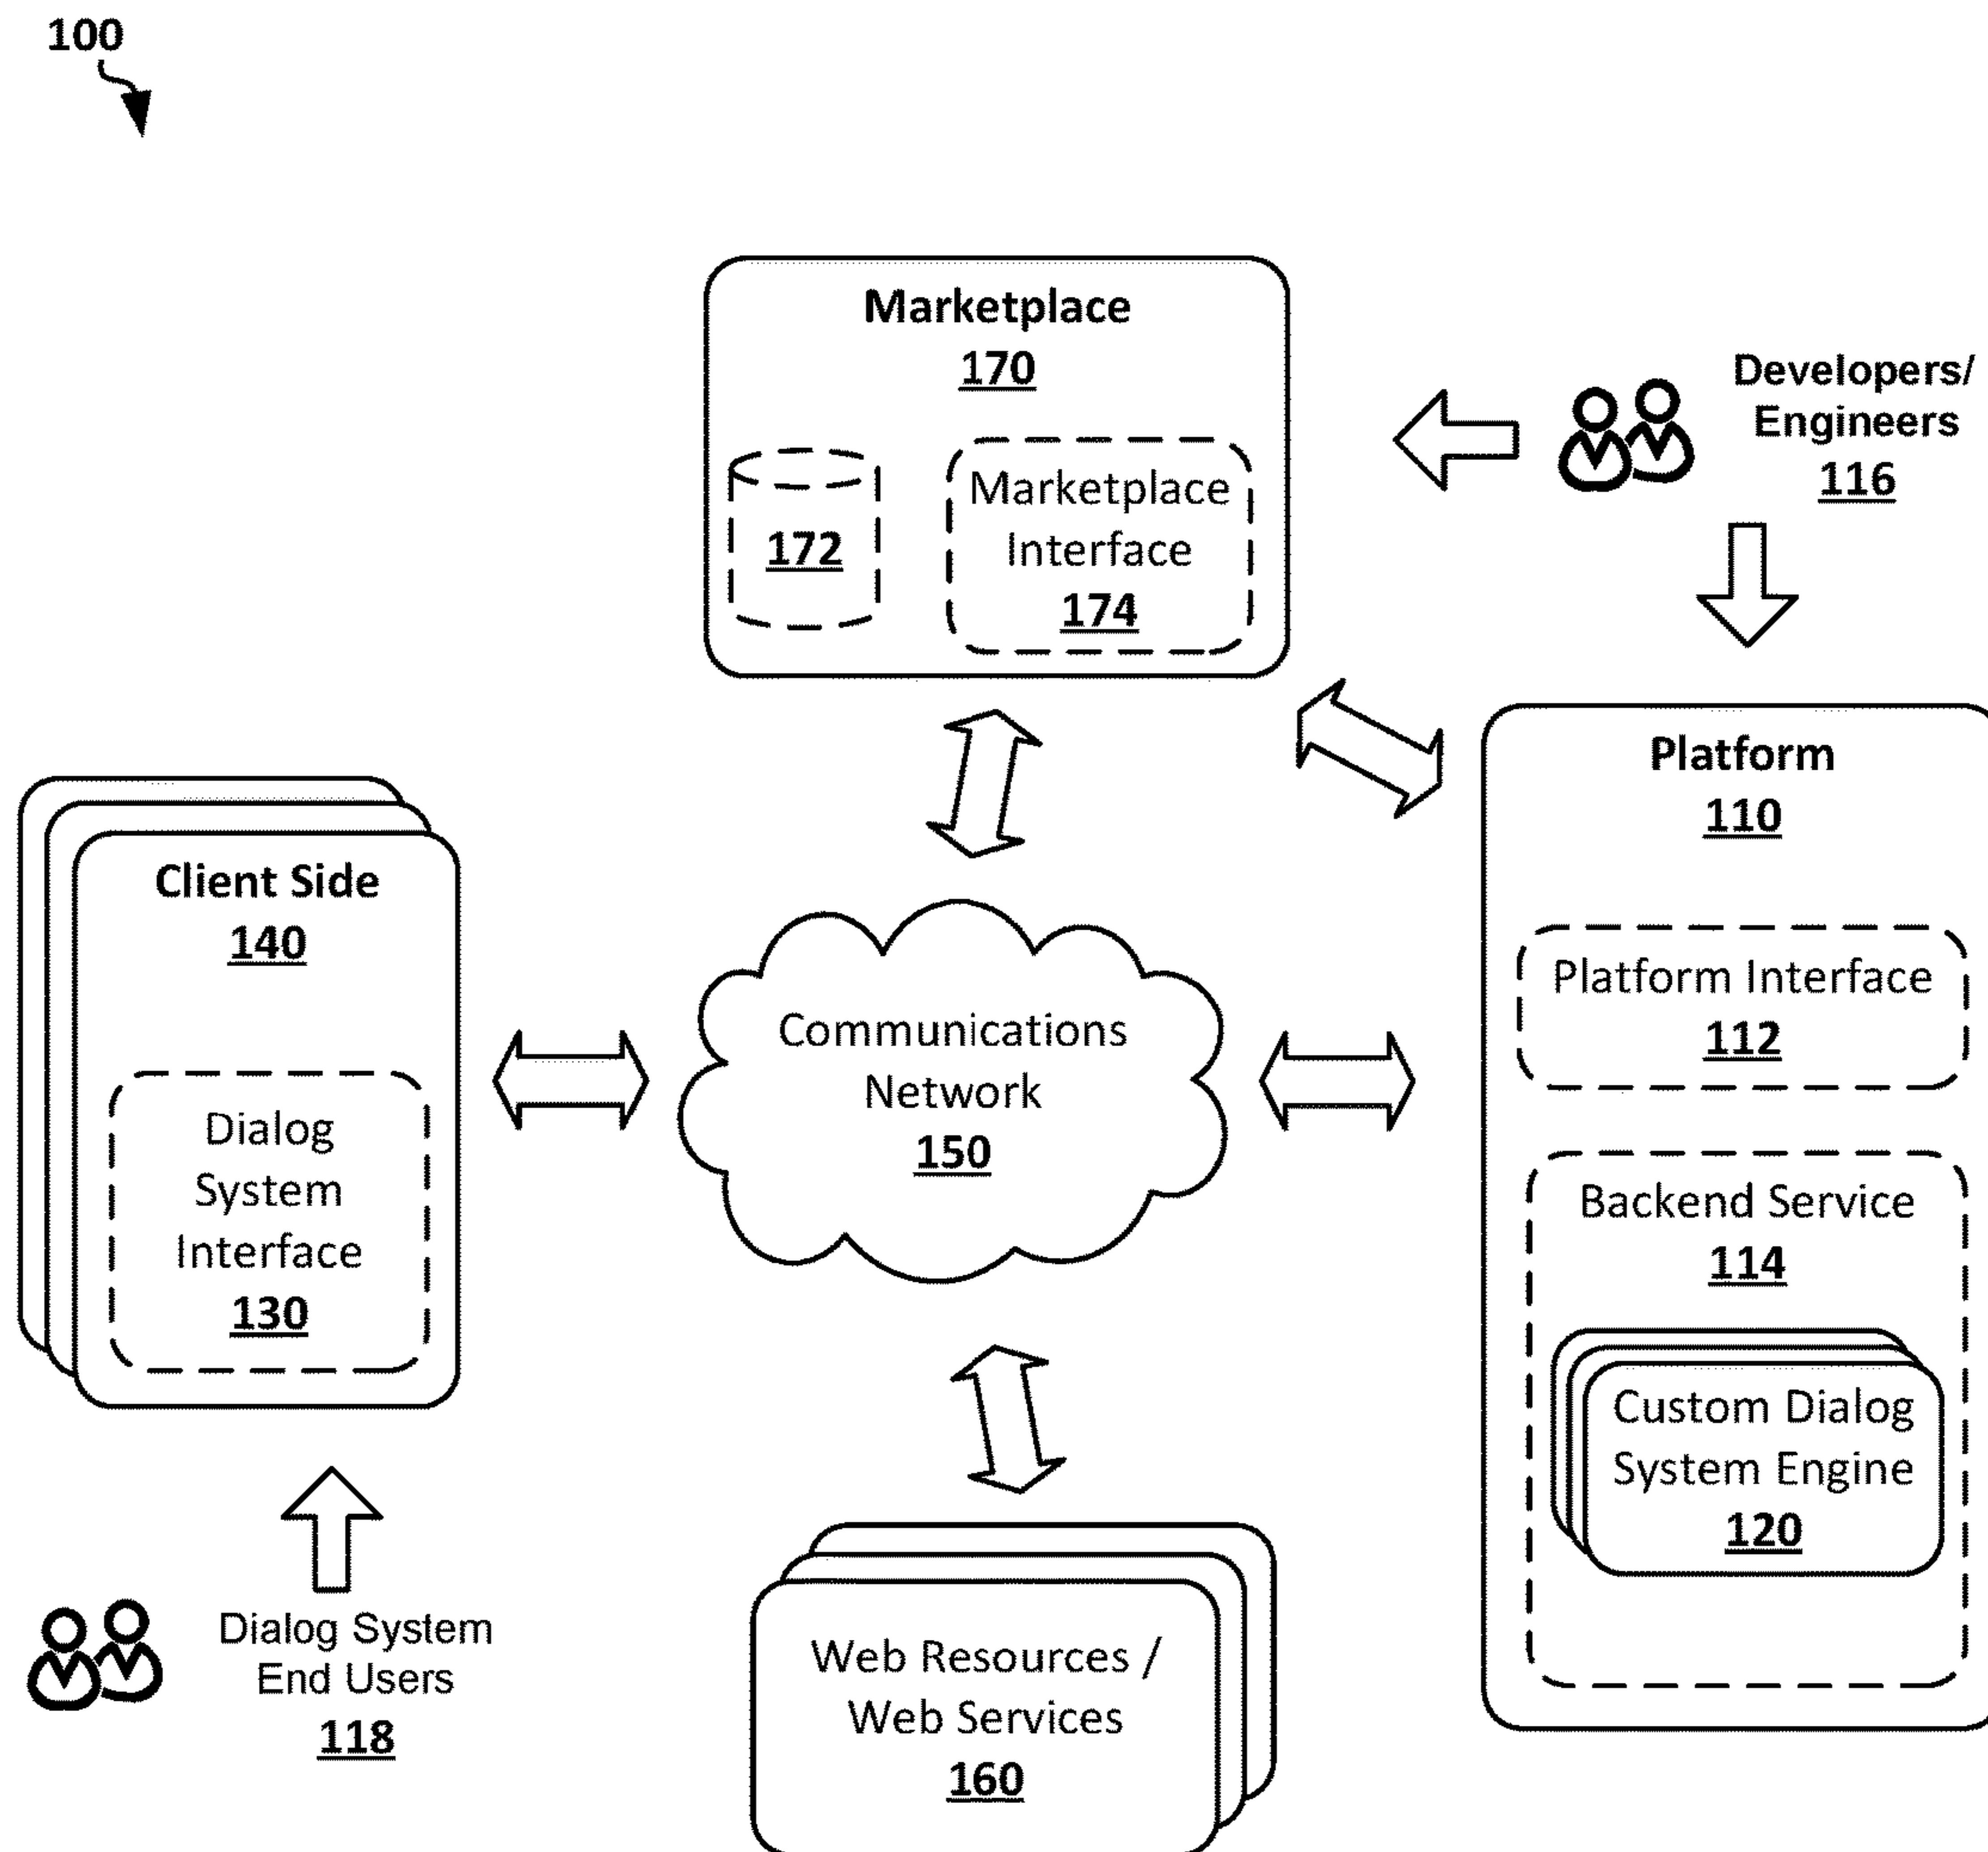 100
Marketplace
170
172
Marketplace
Interface
174
Developers/
Engineers
116
Platform
110
Platform Interface
112
Backend Service
114
Custom Dialog
System Engine
120
Client Side
140
Dialog
System
Interface
130
Communications
Network
150
Dialog System
End Users
118
Web Resources /
Web Services
160